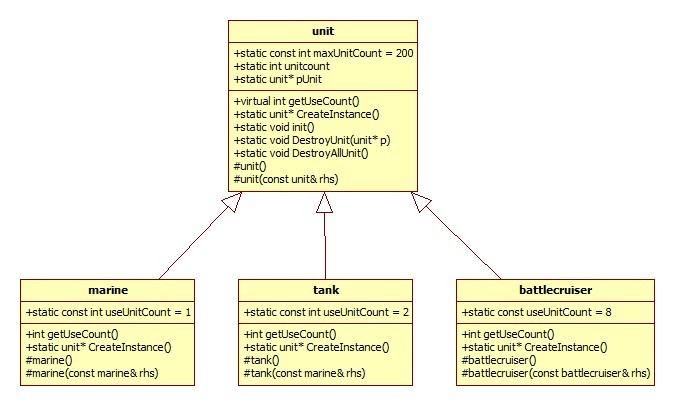 unit
+static const int maxUnitCount = 200
+static int unitcount
+static unit* pUnit
+virtual int getUseCount()
+static unit* CreateInstance()
+static void init()
+static void DestroyUnit(unit* p)
+static void DestroyAllUnit()
#unit()
#unit(const unit& rhs)
marine
+static const int useUnitCount = 1
+int getUseCount()
+static unit* CreateInstance()
#marine()
#marine(const marine& rhs)
tank
+static const int useUnitCount = 2
+int getUseCount()
+static unit* CreateInstance()
#tank()
#tank(const marine& rhs)
battlecruiser
+static const useUnitCount = 8
+int getUseCount()
+static unit* CreateInstance()
#battlecruiser()
#battlecruiser(const battlecruiser& rhs)